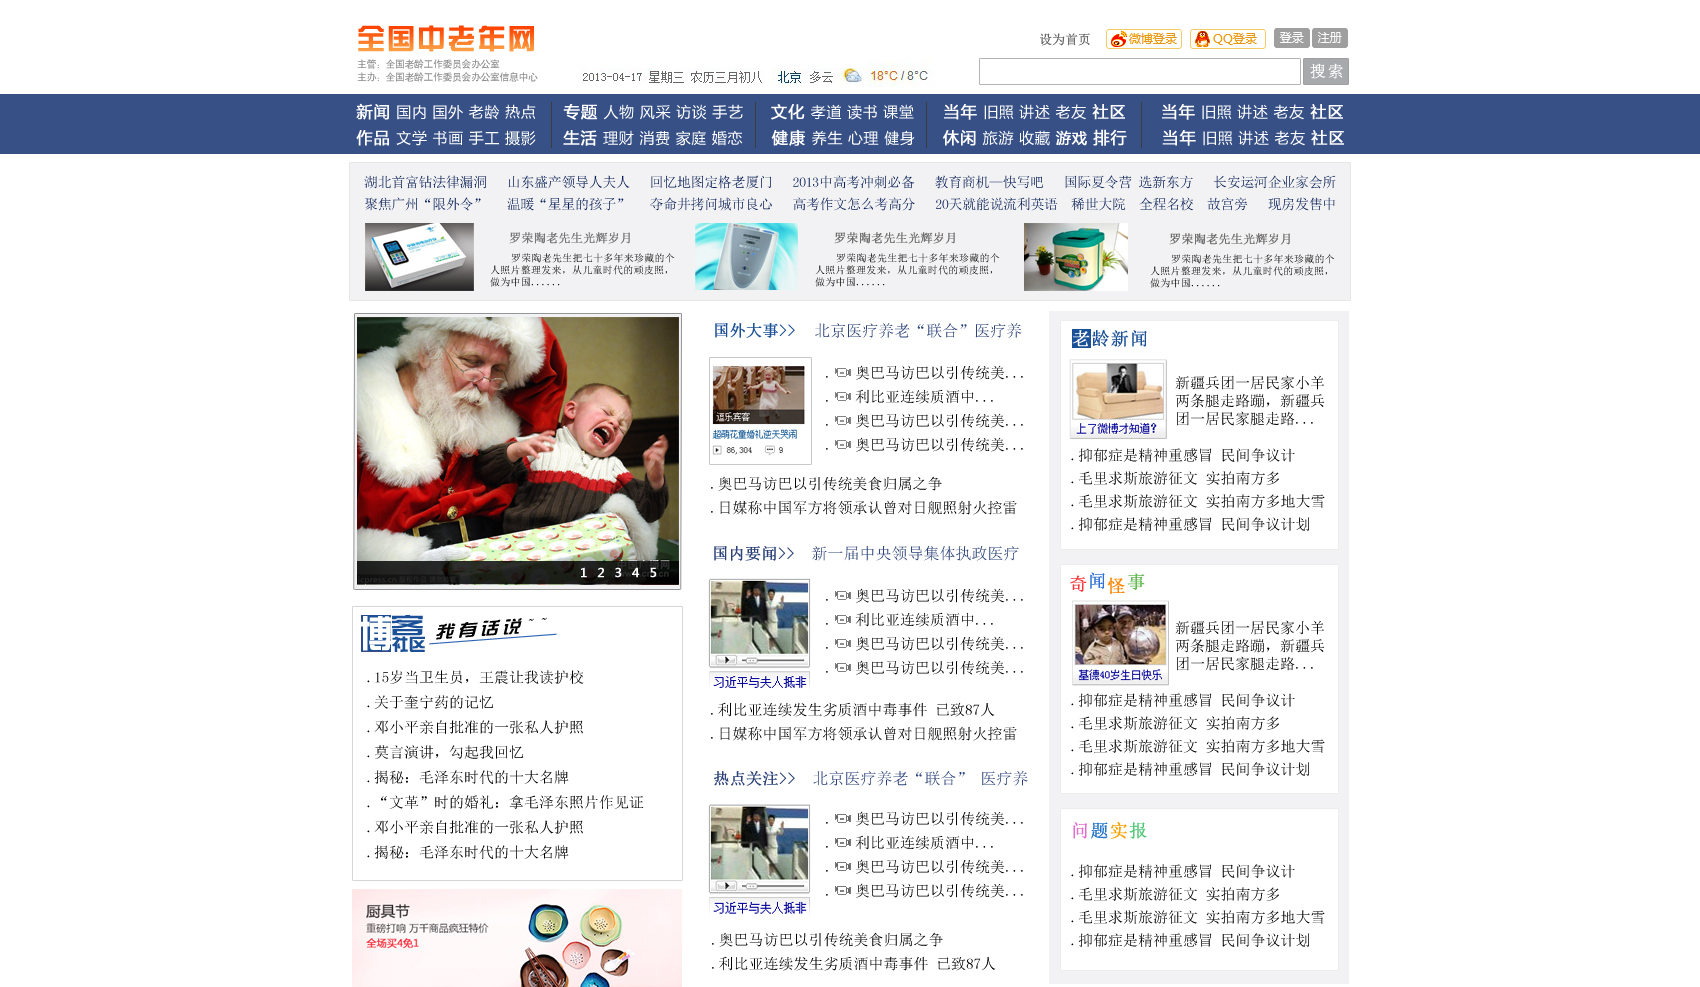 全国中老年网
主管：全国老龄工作委员会办公室
主办：全国老龄工作委员会办公室信息中心
2013-04-17 星期三 农历三月初八 北京 多云 18°C / 8°C
设为首页 微博登录 QQ登录 登录 注册
搜 索
新闻 国内 国外 老龄 热点 专题 人物 风采 访谈 手艺 文化 孝道 读书 课堂 当年 旧照 讲述 老友 社区 当年 旧照 讲述 老友 社区
作品 文学 书画 手工 摄影 生活 理财 消费 家庭 婚恋 健康 养生 心理 健身 休闲 旅游 收藏 游戏 排行 当年 旧照 讲述 老友 社区
湖北首富钻法律漏洞 山东盛产领导人夫人 回忆地图定格老厦门 2013中高考冲刺必备 教育商机—快写吧 国际夏令营 选新东方 长安运河企业家会所
聚焦广州“限外令” 温暖“星星的孩子” 夺命井拷问城市良心 高考作文怎么考高分 20天就能说流利英语 稀世大院 全程名校 故宫旁 现房发售中
罗荣陶老先生光辉岁月
罗荣陶老先生把七十多年来珍藏的个
人照片整理发来，从儿童时代的顽皮照，
做为中国......
罗荣陶老先生光辉岁月
罗荣陶老先生把七十多年来珍藏的个
人照片整理发来，从儿童时代的顽皮照，
做为中国......
罗荣陶老先生光辉岁月
罗荣陶老先生把七十多年来珍藏的个
人照片整理发来，从儿童时代的顽皮照，
做为中国......
1 2 3 4 5
博客社区 我有话说~~
.15岁当卫生员，王震让我读护校
.关于奎宁药的记忆
.邓小平亲自批准的一张私人护照
.莫言演讲，勾起我回忆
.揭秘：毛泽东时代的十大名牌
.“文革”时的婚礼：拿毛泽东照片作见证
.邓小平亲自批准的一张私人护照
.揭秘：毛泽东时代的十大名牌
厨具节
重磅打响 万千商品疯狂特价
全场买4免1
国外大事>> 北京医疗养老“联合”医疗养
逗乐宾客
超萌花童婚礼逆天哭闹
86,304 9
.奥巴马访巴以引传统美...
.利比亚连续质酒中...
.奥巴马访巴以引传统美...
.奥巴马访巴以引传统美...
.奥巴马访巴以引传统美食归属之争
.日媒称中国军方将领承认曾对日舰照射火控雷
国内要闻>> 新一届中央领导集体执政医疗
习近平与夫人抵非
.奥巴马访巴以引传统美...
.利比亚连续质酒中...
.奥巴马访巴以引传统美...
.奥巴马访巴以引传统美...
.利比亚连续发生劣质酒中毒事件 已致87人
.日媒称中国军方将领承认曾对日舰照射火控雷
热点关注>> 北京医疗养老“联合” 医疗养
习近平与夫人抵非
.奥巴马访巴以引传统美...
.利比亚连续质酒中...
.奥巴马访巴以引传统美...
.奥巴马访巴以引传统美...
.奥巴马访巴以引传统美食归属之争
.利比亚连续发生劣质酒中毒事件 已致87人
老龄新闻
上了微博才知道?
新疆兵团一居民家小羊
两条腿走路蹦，新疆兵
团一居民家腿走路...
.抑郁症是精神重感冒 民间争议计
.毛里求斯旅游征文 实拍南方多
.毛里求斯旅游征文 实拍南方多地大雪
.抑郁症是精神重感冒 民间争议计划
奇闻怪事
基德40岁生日快乐
新疆兵团一居民家小羊
两条腿走路蹦，新疆兵
团一居民家腿走路...
.抑郁症是精神重感冒 民间争议计
.毛里求斯旅游征文 实拍南方多
.毛里求斯旅游征文 实拍南方多地大雪
.抑郁症是精神重感冒 民间争议计划
问题实报
.抑郁症是精神重感冒 民间争议计
.毛里求斯旅游征文 实拍南方多
.毛里求斯旅游征文 实拍南方多地大雪
.抑郁症是精神重感冒 民间争议计划